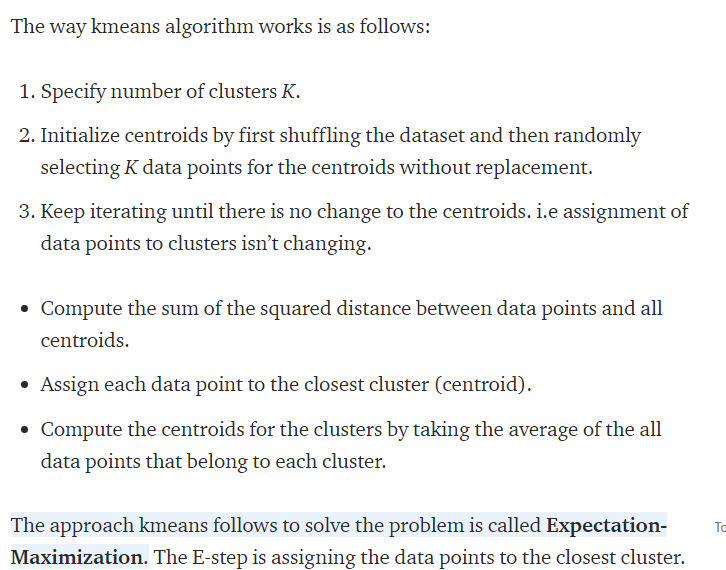 The way kmeans algorithm works is as follows:
1. Specify number of clusters K.
2. Initialize centroids by first shuffling the dataset and then randomly
selecting K data points for the centroids without replacement.
3. Keep iterating until there is no change to the centroids. i.e assignment of
data points to clusters isn’t changing.
• Compute the sum of the squared distance between data points and all
centroids.
• Assign each data point to the closest cluster (centroid).
• Compute the centroids for the clusters by taking the average of the all
data points that belong to each cluster.
The approach kmeans follows to solve the problem is called Expectation-
Maximization. The E-step is assigning the data points to the closest cluster.